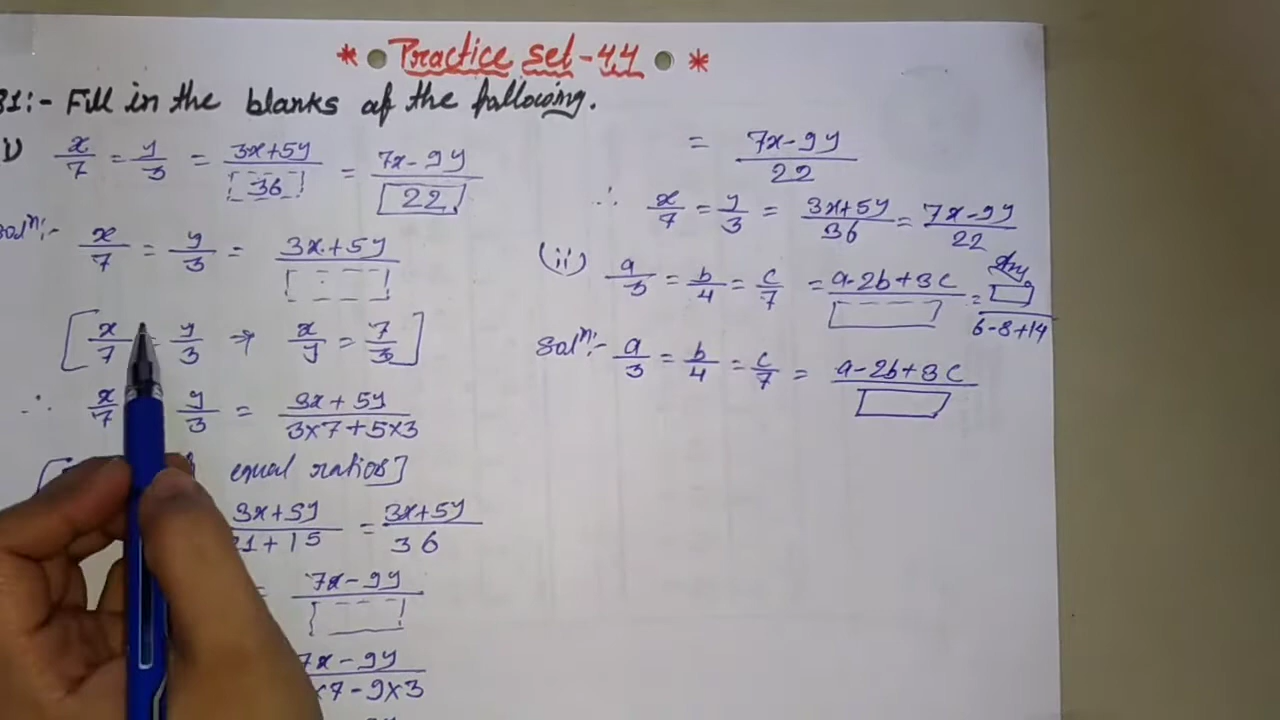 * Practice set - 44 *
31:- Fill in the blanks of the following.
i) x/7 = y/3 = 3x+5y/36 = 7x-9y/22
Solⁿ:- x/7 = y/3 = 3x+5y/[ ]
[x/7 = y/3 → x/y = 7/3]
∴ x/7 y/3 = 3x+5y/3×7+5×3
equal ratios]
3x+5y/21+15 = 3x+5y/36
= 7x-9y/[ ]
7x-9y/×7-9×3
= 7x-9y/22
∴ x/7 = y/3 = 3x+5y/36 = 7x-9y/22
Ans
(ii) a/3 = b/4 = c/7 = a-2b+3c/[ ] = [ ]/6-8+14
Solⁿ:- a/3 = b/4 = c/7 = a-2b+3c/[ ]